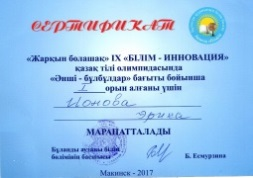 СЕРТИФИКАТ
«Жарқын болашақ» IX «БІЛІМ - ИННОВАЦИЯ»
қазақ тілі олимпиадасында
«Әнші - бұлбұлдар» бағыты бойынша
I орын алғаны үшін
Ионова
Эрика
МАРАПАТТАЛАДЫ
Бұланды ауданы білім
бөлімінің басшысы
Б. Есмурзина
Макинск - 2017